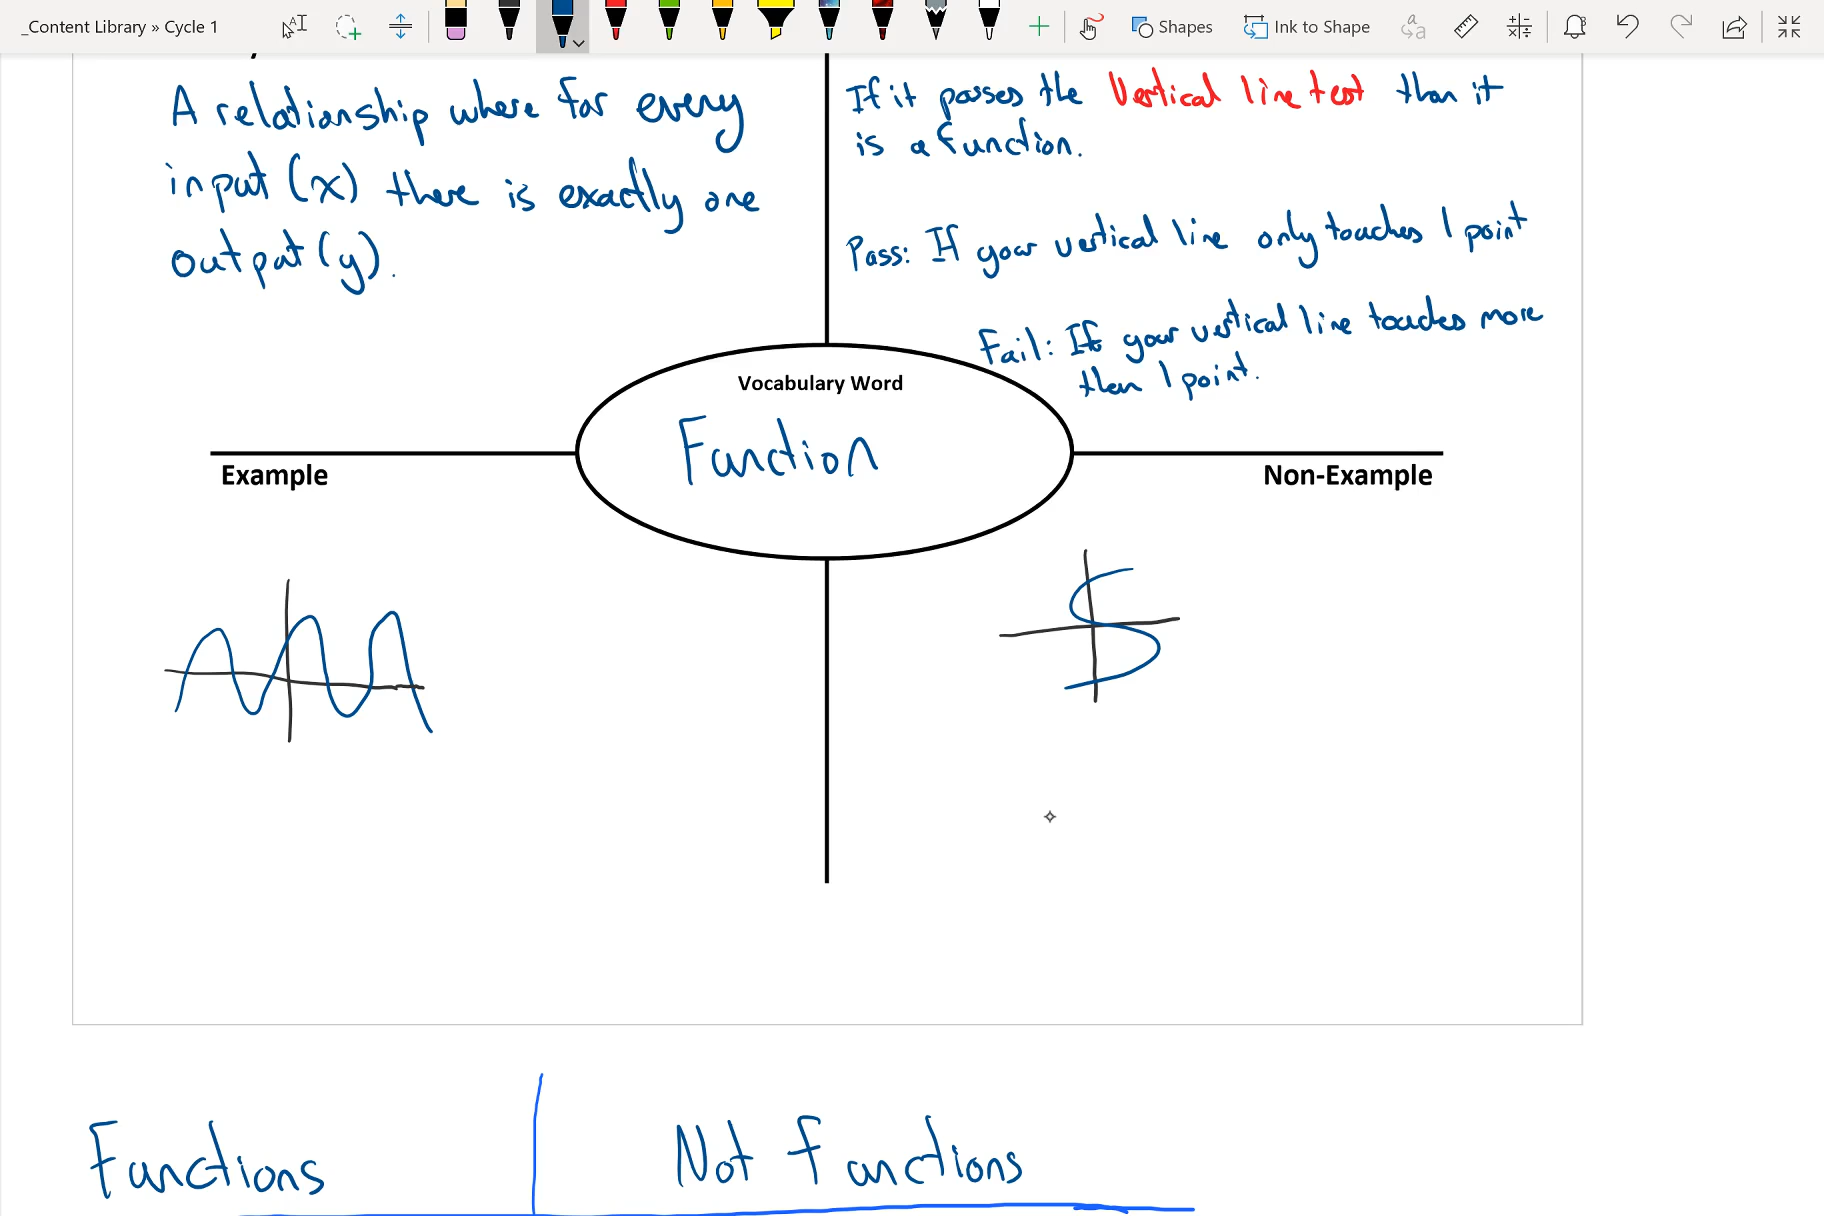 _Content Library » Cycle 1
Shapes
Ink to Shape
A relationship where for every
input (x) there is exactly one
output (y).
If it passes the Vertical line test than it
is a function.
Pass: If your vertical line only touches 1 point
Fail: If your vertical line touches more
then 1 point.
Vocabulary Word
Function
Example
Non-Example
Functions
Not functions